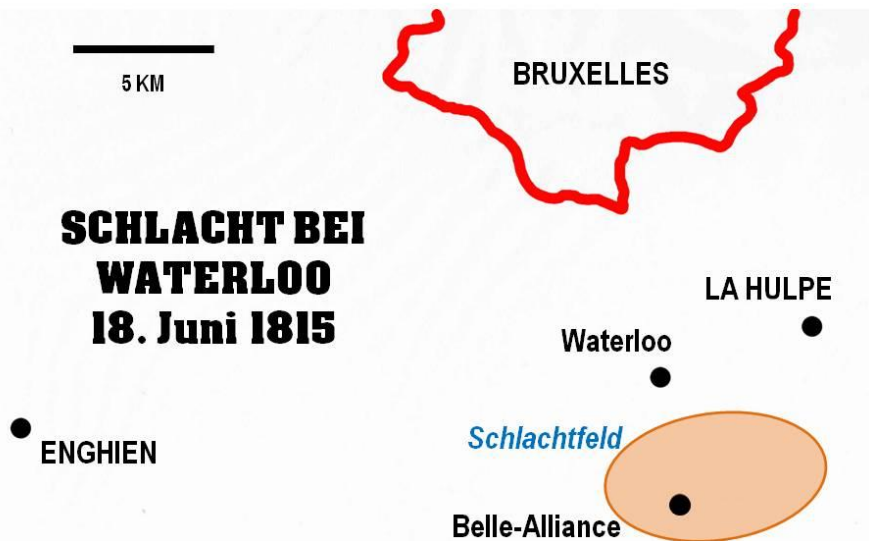 5 KM
BRUXELLES
SCHLACHT BEI
WATERLOO
18. Juni 1815
LA HULPE
Waterloo
Schlachtfeld
ENGHIEN
Belle-Alliance